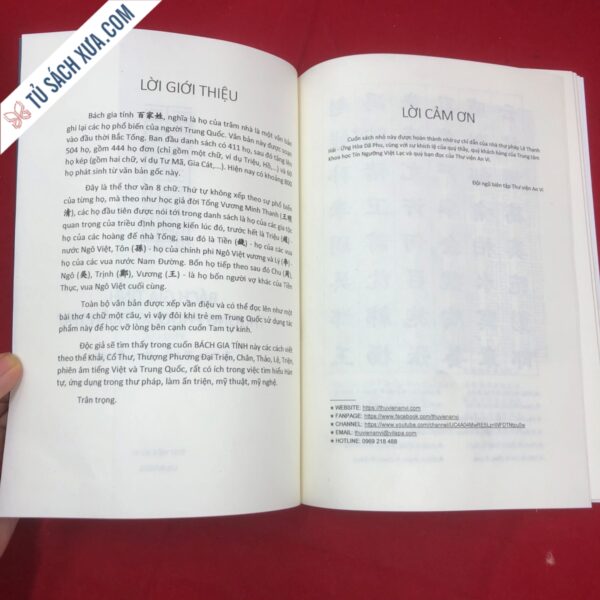 TỦ SÁCH XƯA.COM
LỜI GIỚI THIỆU
Bách gia tính 百家姓, nghĩa là họ của trăm nhà là một văn bản
ghi lại các họ phổ biến của người Trung Quốc. Văn bản này được soạn
vào đầu thời Bắc Tống. Ban đầu danh sách có 411 họ, sau đó tăng lên
504 họ, gồm 444 họ đơn (chỉ gồm một chữ, ví dụ Triệu, Hồ,...) và 60
họ kép (gồm hai chữ, ví dụ Tư Mã, Gia Cát,...). Hiện nay có khoảng 800
họ phát sinh từ văn bản gốc này.
Đây là thể thơ vần 8 chữ. Thứ tự không xếp theo sự phổ biến
của từng họ, mà theo như học giả đời Tống Vương Minh Thanh (王明
清), các họ đầu tiên được nói tới trong danh sách là họ của các gia tộc
quan trọng của triều định phong kiến lúc đó, trước hết là Triệu (趙) -
họ của các hoàng đế nhà Tống, sau đó là Tiền (錢) - họ của các vua
nước Ngô Việt, Tôn (孫) - họ của chính phi Ngô Việt vương và Lý (李) -
họ của các vua nước Nam Đường. Bốn họ tiếp theo sau đó Chu (周)
Ngô (吳), Trịnh (鄭), Vương (王) - là họ bốn người vợ khác của Tiền
Thục, vua Ngô Việt cuối cùng.
Toàn bộ văn bản được xếp vần điệu và có thể đọc lên như một
bài thơ 4 chữ một câu, vì vậy đôi khi trẻ em Trung Quốc sử dụng tác
phẩm này để học vỡ lòng bên cạnh cuốn Tam tự kinh.
Độc giả sẽ tìm thấy trong cuốn BÁCH GIA TÍNH này các cách viết
theo thể Khải, Cổ Thư, Thượng Phương Đại Triện, Chân, Thảo, Lệ, Triện,
phiên âm tiếng Việt và Trung Quốc, rất có ích trong việc tìm hiểu Hán
tự, ứng dụng trong thư pháp, làm ấn triện, mỹ thuật, mỹ nghệ.
Trân trọng.
LỜI CẢM ƠN
Cuốn sách nhỏ này được hoàn thành nhờ sự chỉ dẫn của nhà thư pháp Lê Thanh
Hải - Ưng Hòa Dã Phu, cùng với sự khích lệ của quý thầy, quý khách hàng của Trung tâm
Khoa học Tín Ngưỡng Việt Lạc và quý bạn đọc của Thư viện An Vi.
Đội ngũ biên tập Thư viện An Vi
★ WEBSITE: https://thuvienanvi.com
★ FANPAGE: https://www.facebook.com/thuvienanvi
★ CHANNEL:
★ EMAIL: thuvienanvi@vilapa.com
★ HOTLINE: 0989 218 488